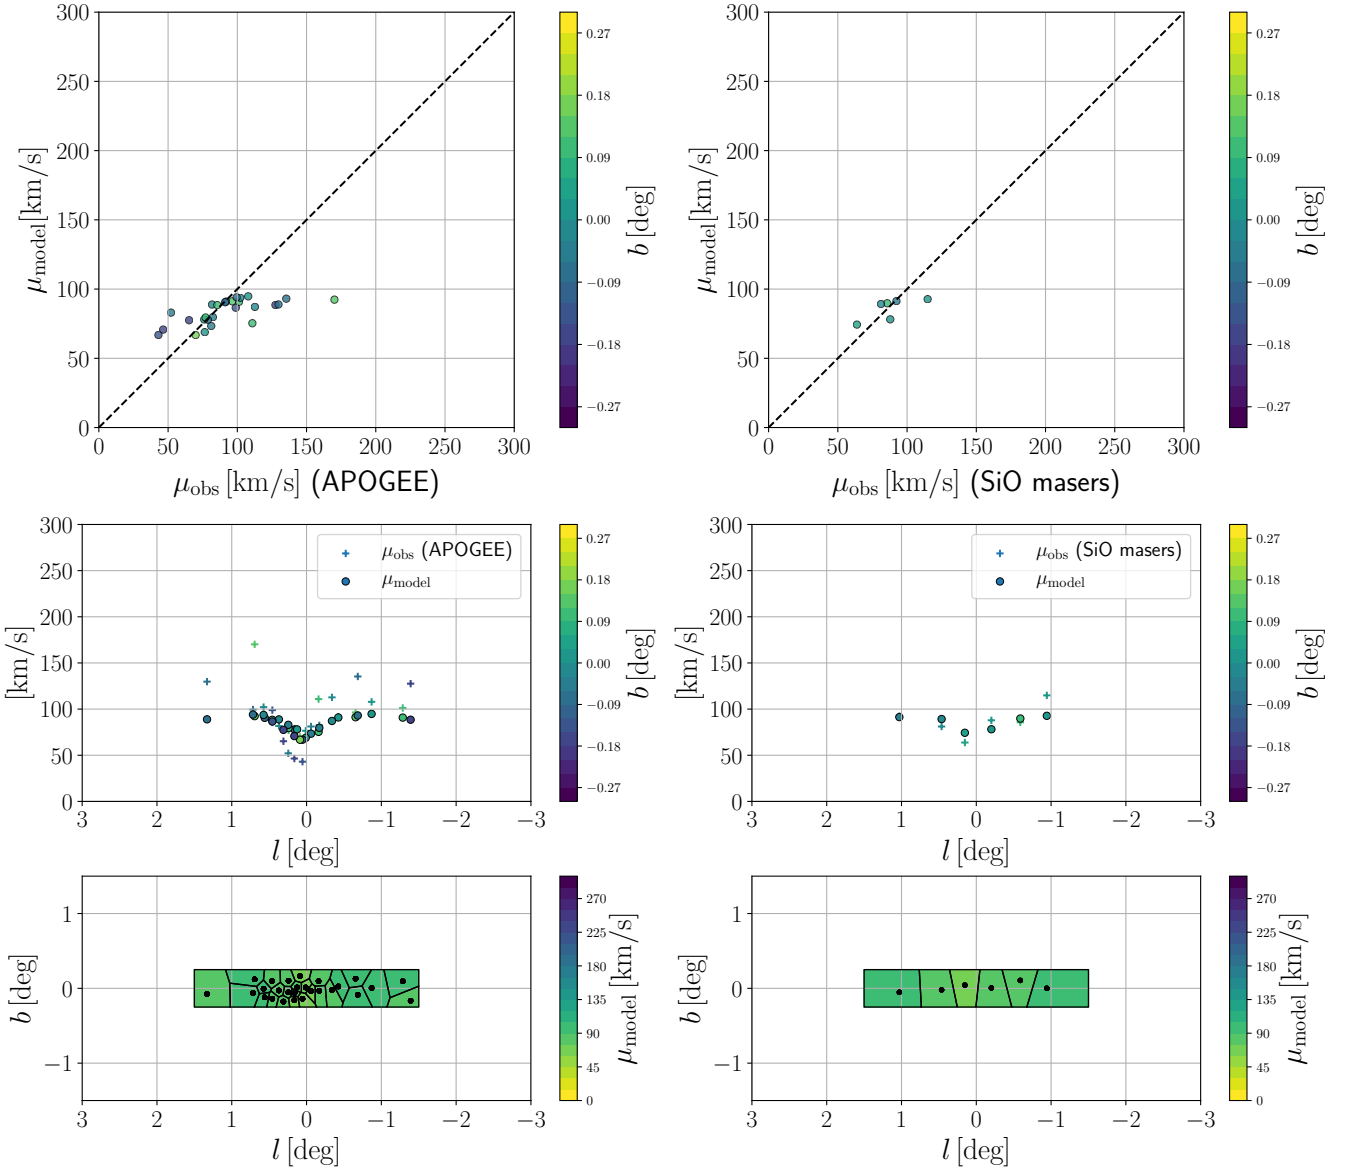 300
250
200
150
100
50
0
μmodel[km/s]
0 50 100 150 200 250 300
μobs [km/s] (APOGEE)
0.27
0.18
0.09
0.00
−0.09
−0.18
−0.27
b [deg]
300
250
200
150
100
50
0
μmodel[km/s]
0 50 100 150 200 250 300
μobs [km/s] (SiO masers)
0.27
0.18
0.09
0.00
−0.09
−0.18
−0.27
b [deg]
300
250
200
150
100
50
0
[km/s]
μobs (APOGEE)
μmodel
3 2 1 0 −1 −2 −3
l [deg]
0.27
0.18
0.09
0.00
−0.09
−0.18
−0.27
b [deg]
300
250
200
150
100
50
0
[km/s]
μobs (SiO masers)
μmodel
3 2 1 0 −1 −2 −3
l [deg]
0.27
0.18
0.09
0.00
−0.09
−0.18
−0.27
b [deg]
1
0
−1
b [deg]
3 2 1 0 −1 −2 −3
l [deg]
270
225
180
135
90
45
0
μmodel [km/s]
1
0
−1
b [deg]
3 2 1 0 −1 −2 −3
l [deg]
270
225
180
135
90
45
0
μmodel [km/s]